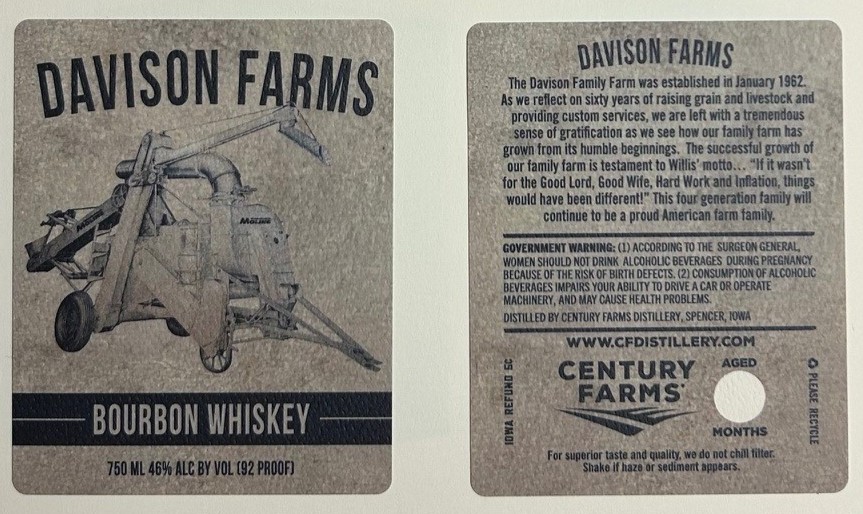 DAVISON FARMS
BOURBON WHISKEY
750 ML 46% ALC BY VOL (92 PROOF)
DAVISON FARMS
The Davison Family Farm was established in January 1962.
As we reflect on sixty years of raising grain and livestock and
providing custom services, we are left with a tremendous
sense of gratification as we see how our family farm has
grown from its humble beginnings. The successful growth of
our family farm is testament to Willis' motto... "If it wasn't
for the Good Lord, Good Wife, Hard Work and Inflation, things
would have been different!" This four generation family will
continue to be a proud American farm family.
GOVERNMENT WARNING: (1) ACCORDING TO THE SURGEON GENERAL,
WOMEN SHOULD NOT DRINK ALCOHOLIC BEVERAGES DURING PREGNANCY
BECAUSE OF THE RISK OF BIRTH DEFECTS. (2) CONSUMPTION OF ALCOHOLIC
BEVERAGES IMPAIRS YOUR ABILITY TO DRIVE A CAR OR OPERATE
MACHINERY, AND MAY CAUSE HEALTH PROBLEMS.
DISTILLED BY CENTURY FARMS DISTILLERY, SPENCER, IOWA
WWW.CFDISTILLERY.COM
IOWA REFUND 5¢
CENTURY
FARMS
AGED
MONTHS
PLEASE RECYCLE
For superior taste and quality, we do not chill filter.
Shake if haze or sediment appears.